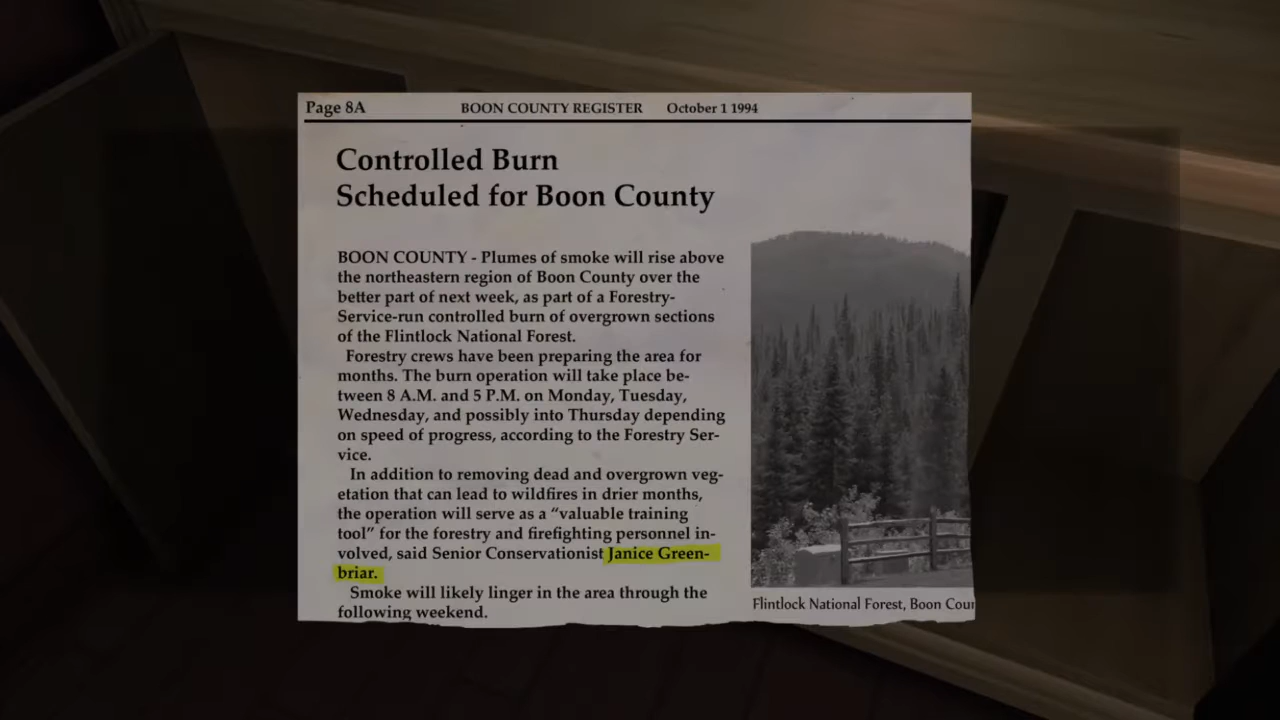 Page 8A BOON COUNTY REGISTER October 1 1994
Controlled Burn
Scheduled for Boon County
BOON COUNTY - Plumes of smoke will rise above
the northeastern region of Boon County over the
better part of next week, as part of a Forestry-
Service-run controlled burn of overgrown sections
of the Flintlock National Forest.
Forestry crews have been preparing the area for
months. The burn operation will take place be-
tween 8 A.M. and 5 P.M. on Monday, Tuesday,
Wednesday, and possibly into Thursday depending
on speed of progress, according to the Forestry Ser-
vice.
In addition to removing dead and overgrown veg-
etation that can lead to wildfires in drier months,
the operation will serve as a “valuable training
tool” for the forestry and firefighting personnel in-
volved, said Senior Conservationist Janice Green-
briar.
Smoke will likely linger in the area through the
following weekend.
Flintlock National Forest, Boon Coun